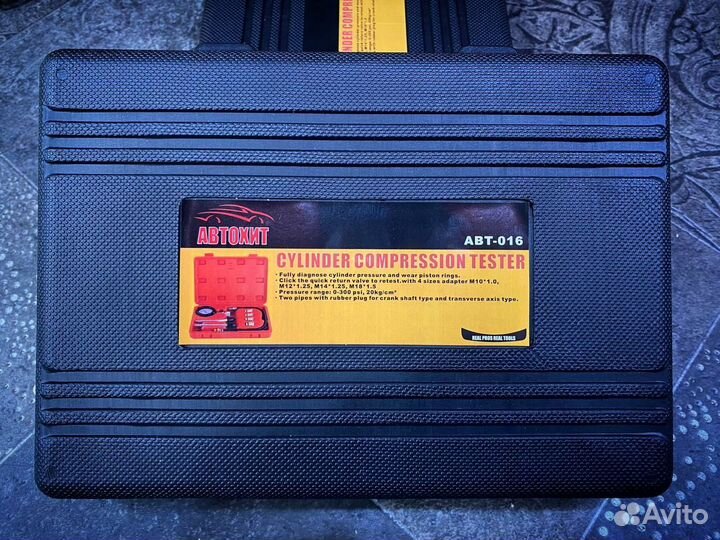 CYLINDER COMPRE
АВТОХИТ
ABT-016
CYLINDER COMPRESSION TESTER
· Fully diagnose cylinder pressure and wear piston rings.
· Click the quick return valve to retest.with 4 sizes adapter M10*1.0,
M12*1.25, M14*1.25, M18*1.5
· Pressure range: 0-300 psi, 20kg/cm²
· Two pipes with rubber plug for crank shaft type and transverse axis type.
REAL PROS REAL TOOLS
Avito